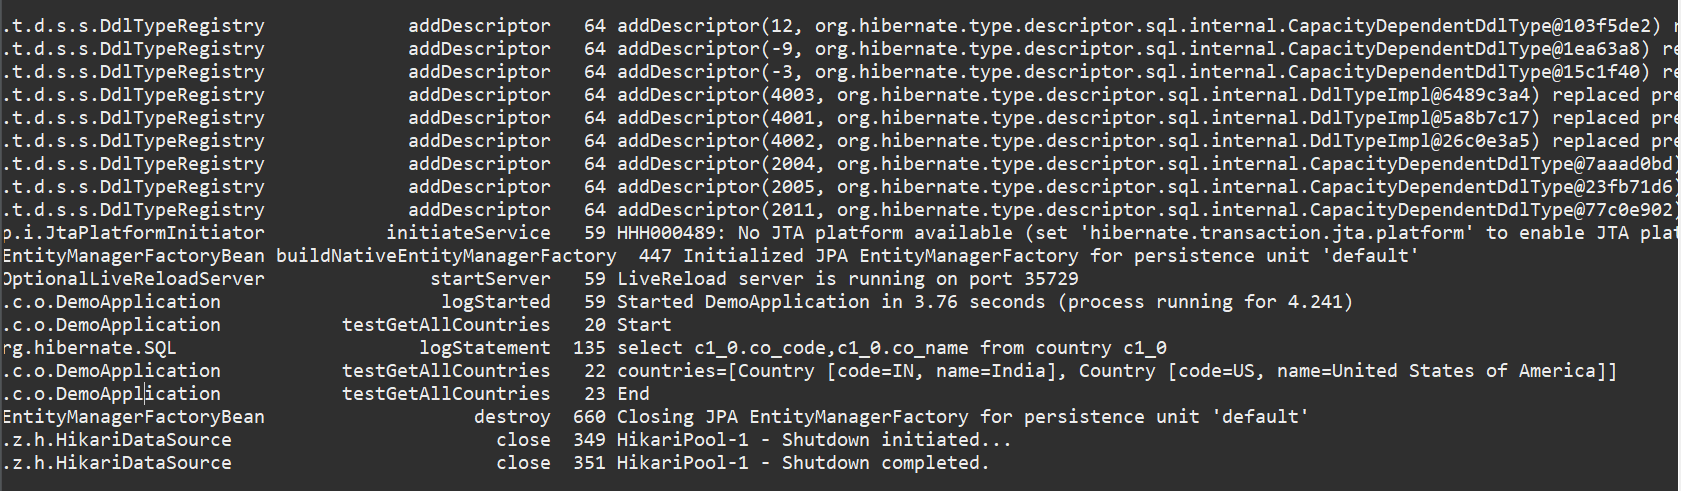 .t.d.s.s.DdlTypeRegistry addDescriptor 64 addDescriptor(12, org.hibernate.type.descriptor.sql.internal.CapacityDependentDdlType@103f5de2) r
.t.d.s.s.DdlTypeRegistry addDescriptor 64 addDescriptor(-9, org.hibernate.type.descriptor.sql.internal.CapacityDependentDdlType@1ea63a8) re
.t.d.s.s.DdlTypeRegistry addDescriptor 64 addDescriptor(-3, org.hibernate.type.descriptor.sql.internal.CapacityDependentDdlType@15c1f40) re
.t.d.s.s.DdlTypeRegistry addDescriptor 64 addDescriptor(4003, org.hibernate.type.descriptor.sql.internal.DdlTypeImpl@6489c3a4) replaced pre
.t.d.s.s.DdlTypeRegistry addDescriptor 64 addDescriptor(4001, org.hibernate.type.descriptor.sql.internal.DdlTypeImpl@5a8b7c17) replaced pre
.t.d.s.s.DdlTypeRegistry addDescriptor 64 addDescriptor(4002, org.hibernate.type.descriptor.sql.internal.DdlTypeImpl@26c0e3a5) replaced pre
.t.d.s.s.DdlTypeRegistry addDescriptor 64 addDescriptor(2004, org.hibernate.type.descriptor.sql.internal.CapacityDependentDdlType@7aaad0bd)
.t.d.s.s.DdlTypeRegistry addDescriptor 64 addDescriptor(2005, org.hibernate.type.descriptor.sql.internal.CapacityDependentDdlType@23fb71d6)
.t.d.s.s.DdlTypeRegistry addDescriptor 64 addDescriptor(2011, org.hibernate.type.descriptor.sql.internal.CapacityDependentDdlType@77c0e902)
p.i.JtaPlatformInitiator initiateService 59 HHH000489: No JTA platform available (set 'hibernate.transaction.jta.platform' to enable JTA plat
EntityManagerFactoryBean buildNativeEntityManagerFactory 447 Initialized JPA EntityManagerFactory for persistence unit 'default'
OptionalLiveReloadServer startServer 59 LiveReload server is running on port 35729
.c.o.DemoApplication logStarted 59 Started DemoApplication in 3.76 seconds (process running for 4.241)
.c.o.DemoApplication testGetAllCountries 20 Start
rg.hibernate.SQL logStatement 135 select c1_0.co_code,c1_0.co_name from country c1_0
.c.o.DemoApplication testGetAllCountries 22 countries=[Country [code=IN, name=India], Country [code=US, name=United States of America]]
.c.o.DemoApplication testGetAllCountries 23 End
EntityManagerFactoryBean destroy 660 Closing JPA EntityManagerFactory for persistence unit 'default'
.z.h.HikariDataSource close 349 HikariPool-1 - Shutdown initiated...
.z.h.HikariDataSource close 351 HikariPool-1 - Shutdown completed.